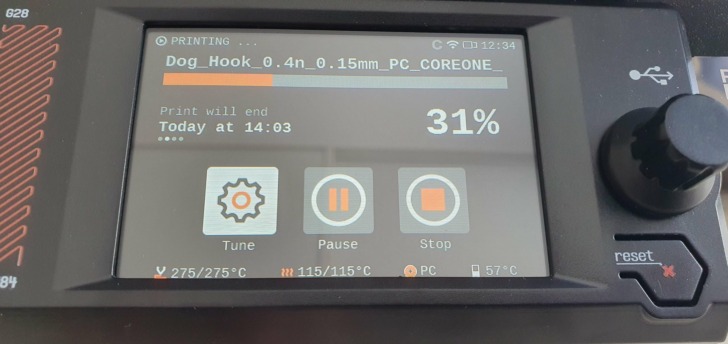 G28
PRINTING ...
C 12:34
Dog_Hook_0.4n_0.15mm_PC_COREONE_
Print will end
Today at 14:03
31%
Tune
Pause
Stop
275/275°C
115/115°C
PC
57°C
reset
84